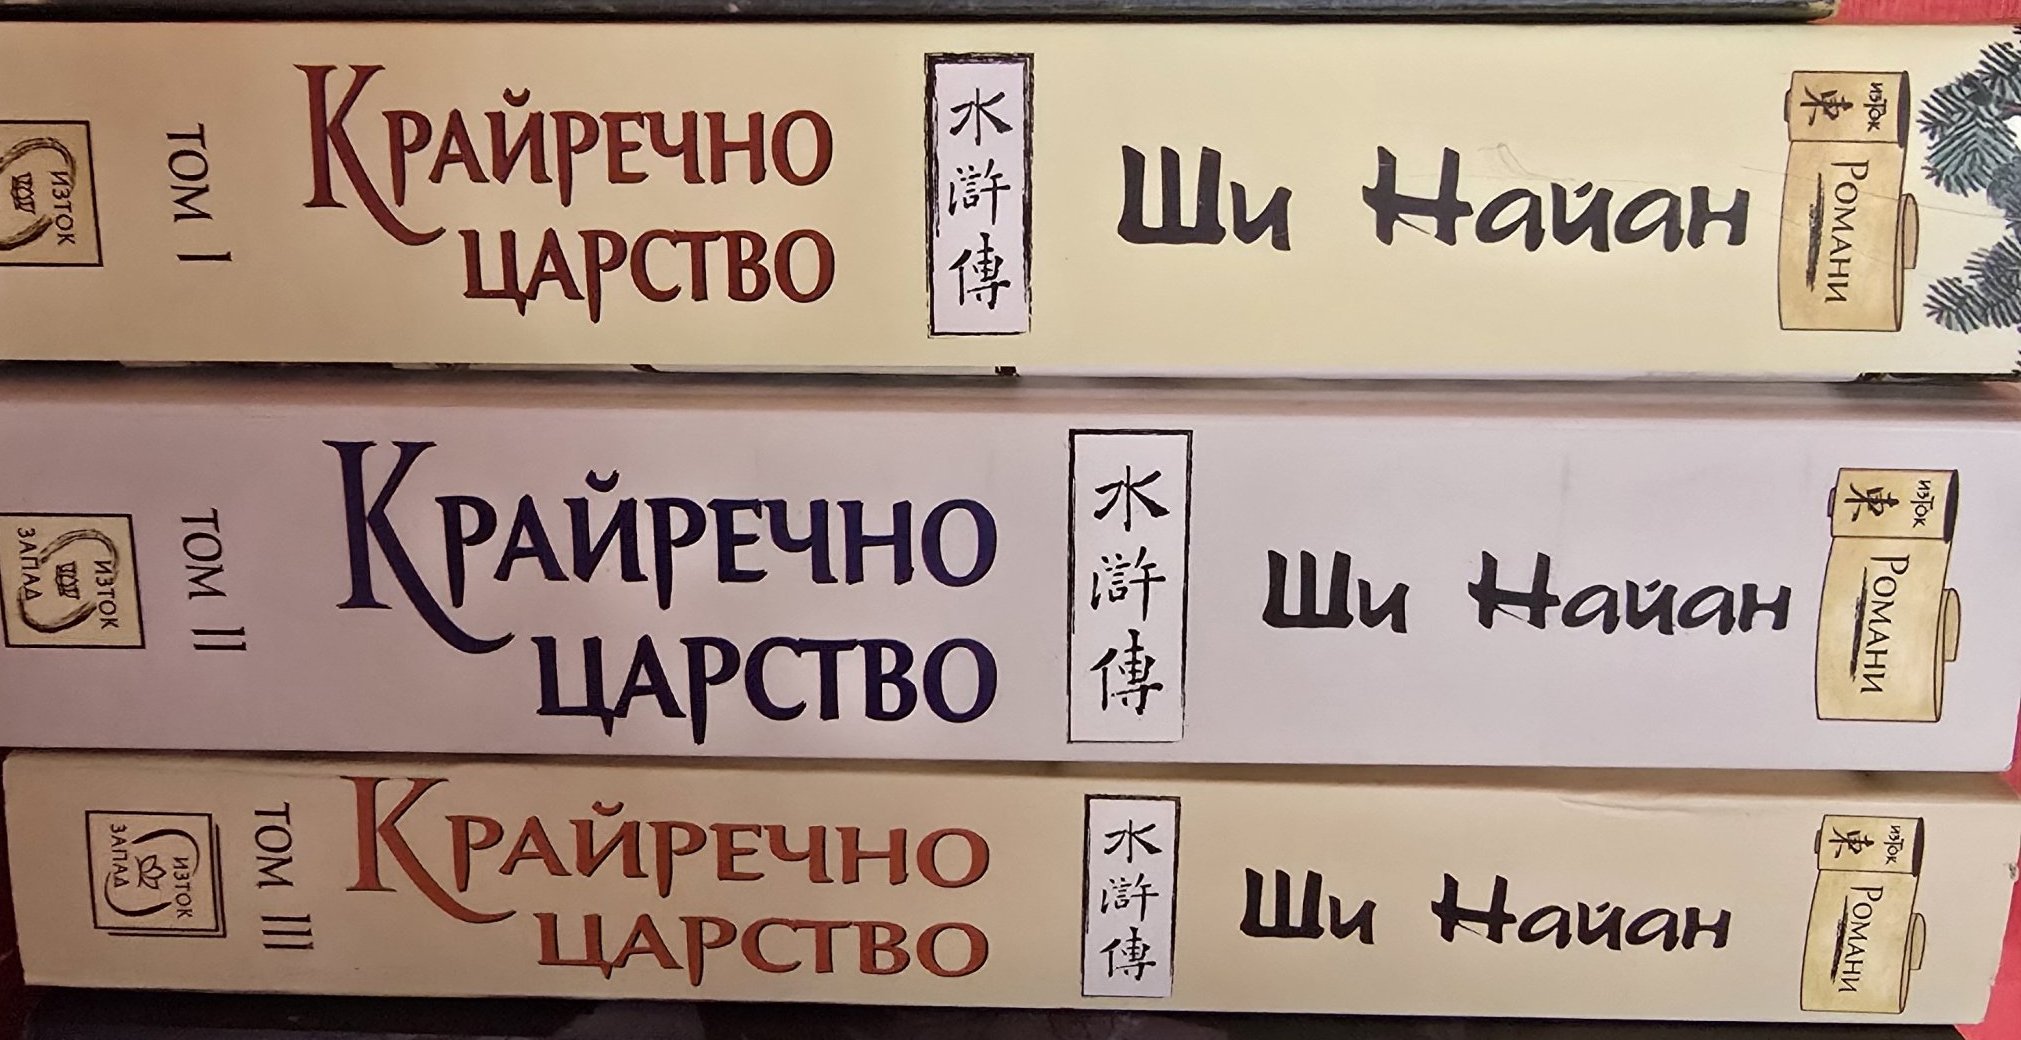 ИЗТОК
ТОМ I
КРАЙРЕЧНО
ЦАРСТВО
水滸傳
Ши Найан
изток
東
РОМАНИ
ИЗТОК
ЗАПАД
ТОМ II
КРАЙРЕЧНО
ЦАРСТВО
水滸傳
Ши Найан
изток
東
РОМАНИ
ИЗТОК
ЗАПАД
ТОМ III
КРАЙРЕЧНО
ЦАРСТВО
水滸傳
Ши Найан
изток
東
РОМАНИ